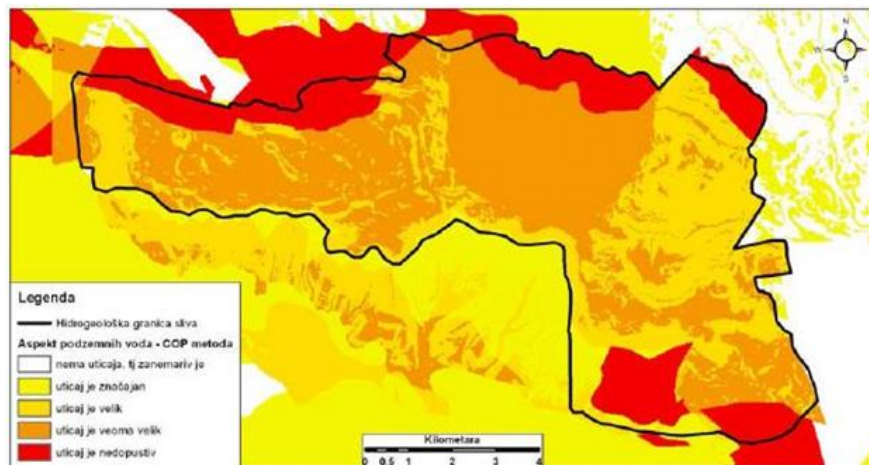 N
W
S
Legenda
Hidrogeološka granica sliva
Aspekt podzemnih voda - COP metoda
nema uticaja, tj zanemariv je
uticaj je značajan
uticaj je velik
uticaj je veoma velik
uticaj je nedopustiv
Kilometara
0 0.5 1 2 3 4